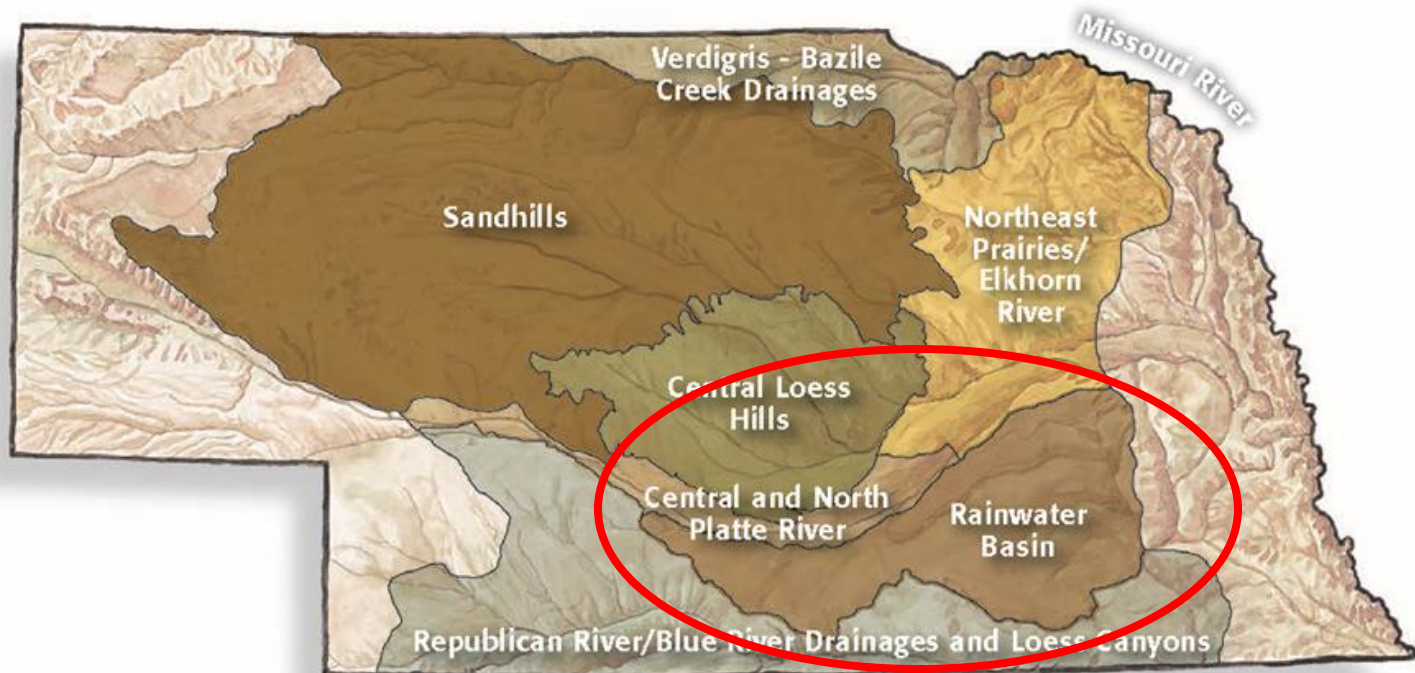 Verdigris - Bazile
Creek Drainages
Missouri River
Sandhills
Northeast
Prairies/
Elkhorn
River
Central Loess
Hills
Central and North
Platte River
Rainwater
Basin
Republican River/Blue River Drainages and Loess Canyons